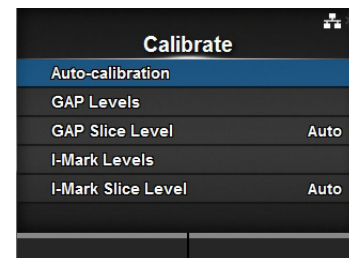 Calibrate
Auto-calibration
GAP Levels
GAP Slice Level Auto
I-Mark Levels
I-Mark Slice Level Auto